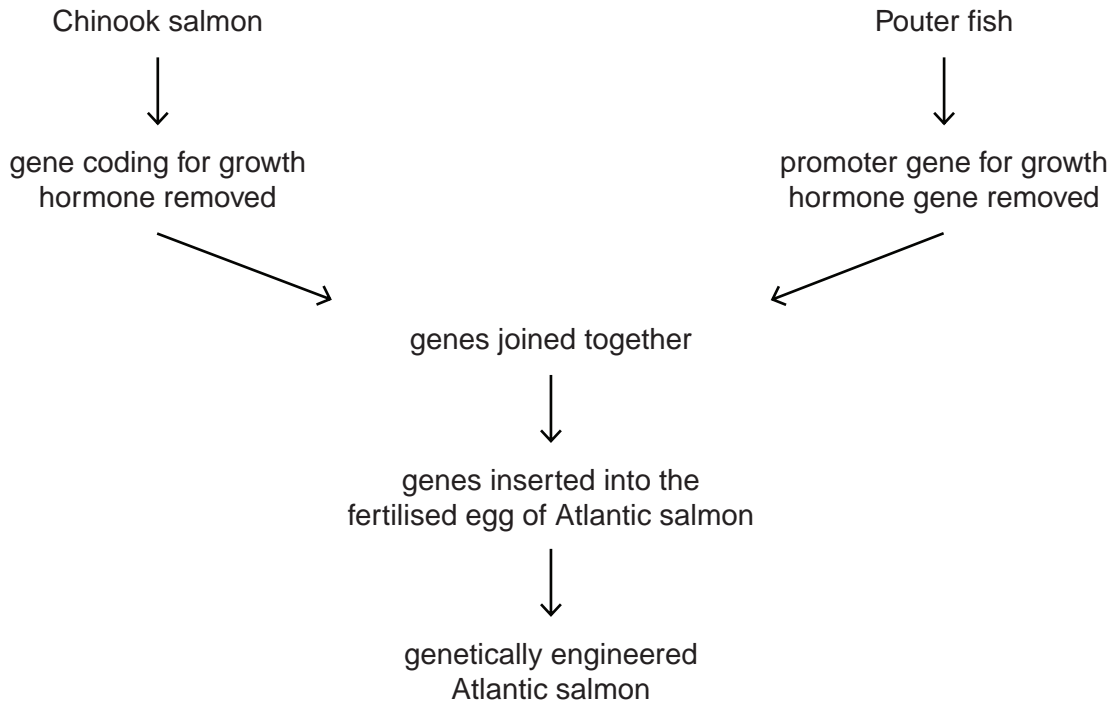 Chinook salmon
Pouter fish
gene coding for growth
hormone removed
promoter gene for growth
hormone gene removed
genes joined together
genes inserted into the
fertilised egg of Atlantic salmon
genetically engineered
Atlantic salmon